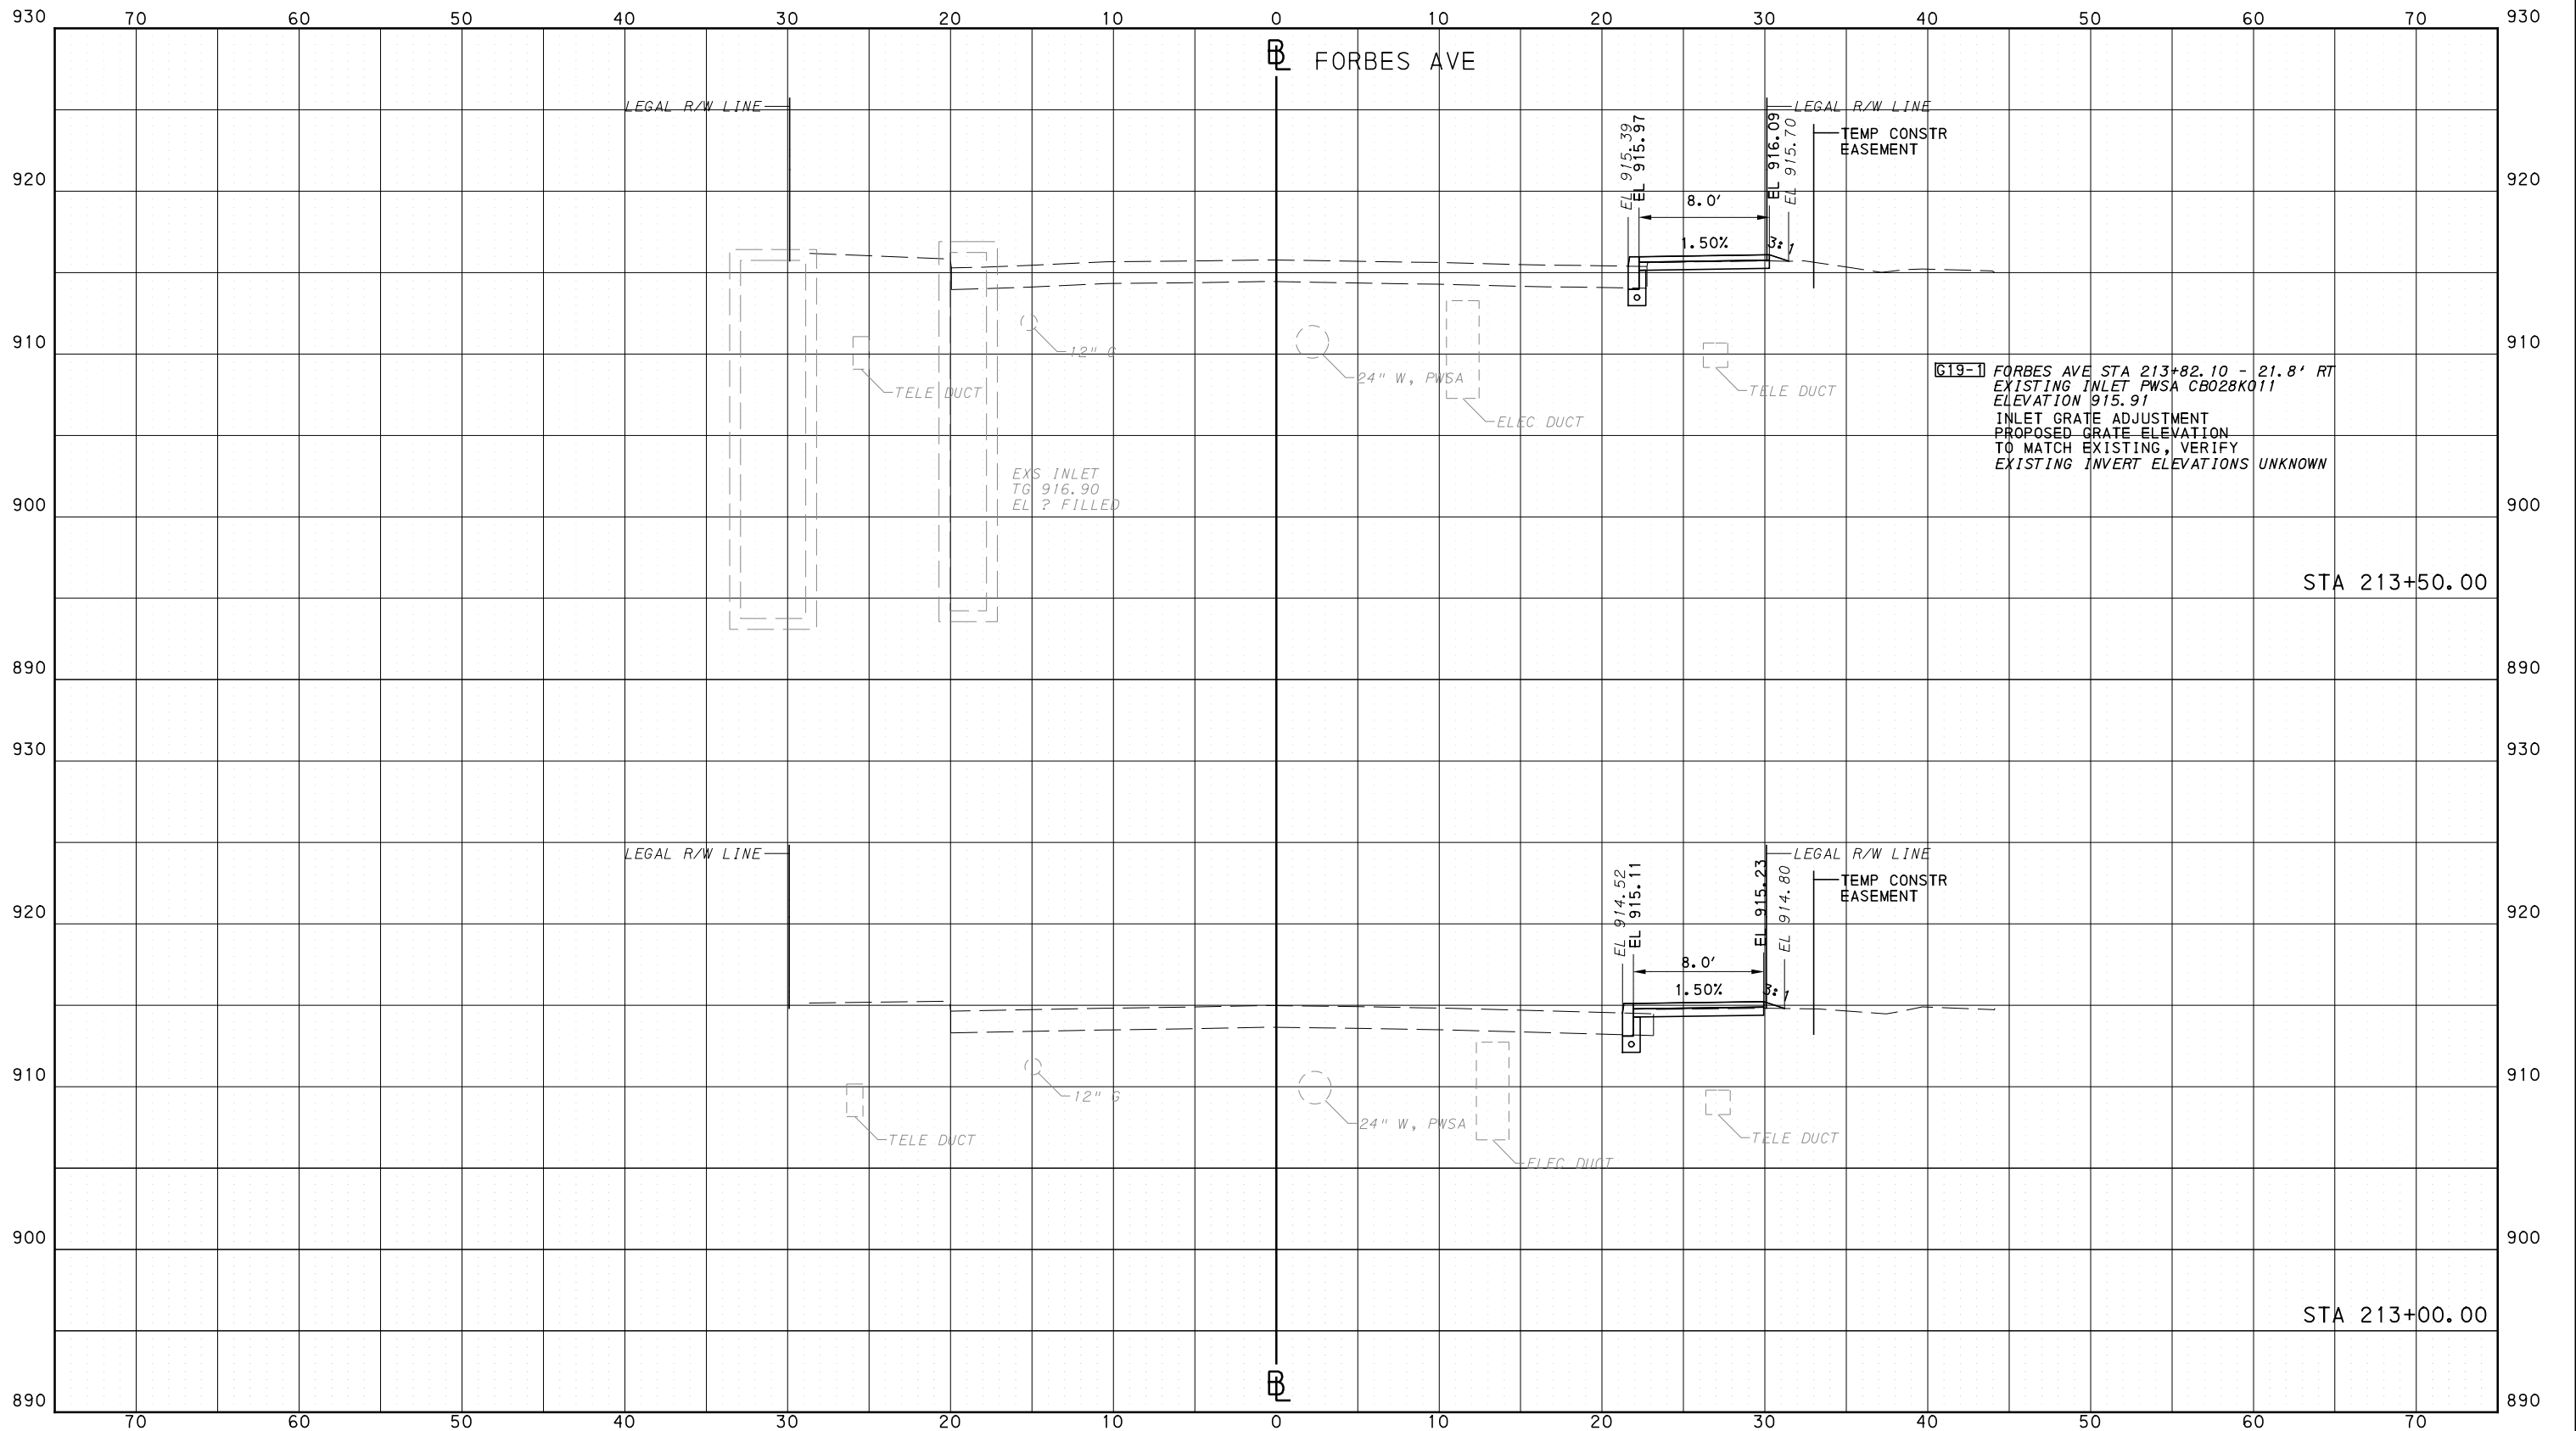 70 60 50 40 30 20 10 0 10 20 30 40 50 60 70
930 930
BL FORBES AVE
LEGAL R/W LINE
LEGAL R/W LINE
TEMP CONSTR
EASEMENT
EL 915.39
EL 915.97
EL 916.09
EL 915.70
920 920
8.0'
1.50%
3:1
910 910
12" G
24" W, PWSA
TELE DUCT
ELEC DUCT
TELE DUCT
G19-1 FORBES AVE STA 213+82.10 - 21.8' RT
EXISTING INLET PWSA CB028K011
ELEVATION 915.91
INLET GRATE ADJUSTMENT
PROPOSED GRATE ELEVATION
TO MATCH EXISTING, VERIFY
EXISTING INVERT ELEVATIONS UNKNOWN
EXS INLET
TG 916.90
EL ? FILLED
900 900
STA 213+50.00
890 890
930 930
LEGAL R/W LINE
LEGAL R/W LINE
TEMP CONSTR
EASEMENT
EL 914.52
EL 915.11
EL 915.23
EL 914.80
920 920
8.0'
1.50%
3:1
910 910
12" G
24" W, PWSA
TELE DUCT
TELE DUCT
ELEC DUCT
900 900
STA 213+00.00
BL
890 890
70 60 50 40 30 20 10 0 10 20 30 40 50 60 70